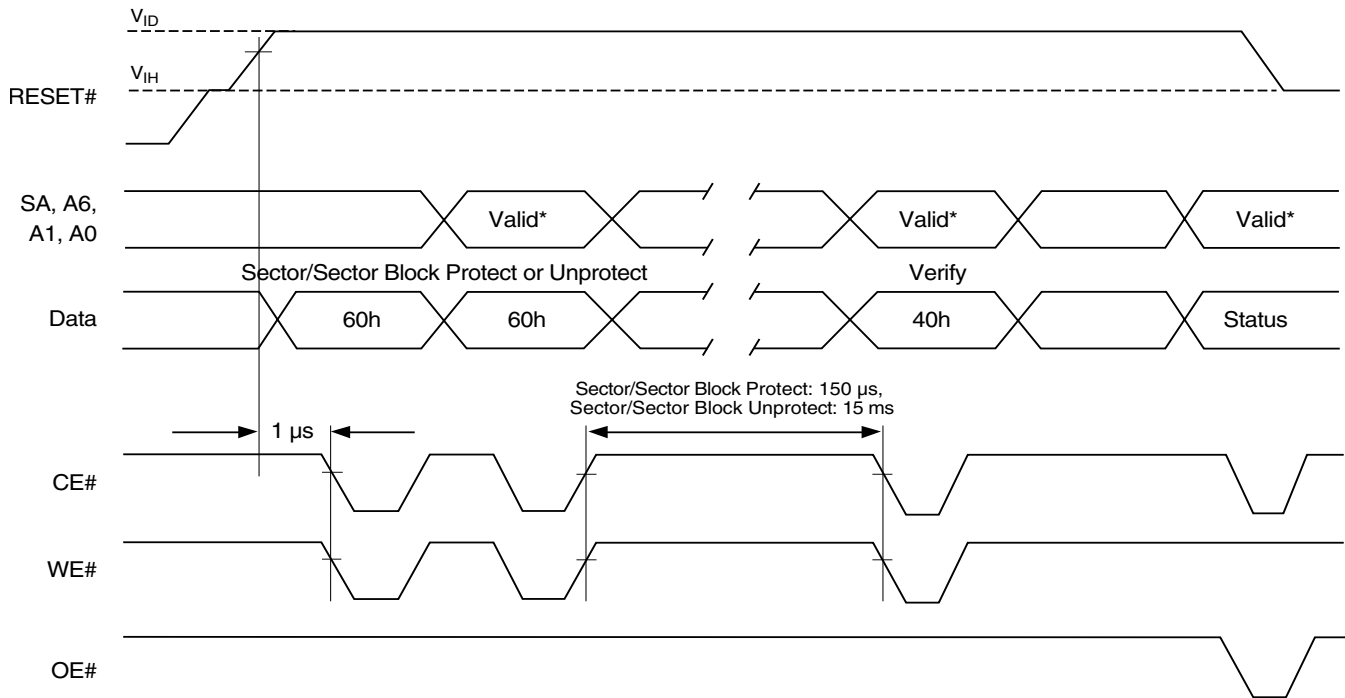 VID
VIH
RESET#
SA, A6,
A1, A0
Valid*
Valid*
Valid*
Sector/Sector Block Protect or Unprotect
Verify
Data
60h
60h
40h
Status
Sector/Sector Block Protect: 150 µs,
Sector/Sector Block Unprotect: 15 ms
1 µs
CE#
WE#
OE#